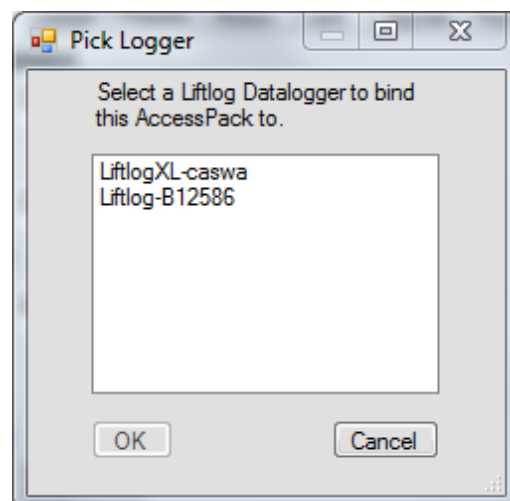 Pick Logger
Select a Liftlog Datalogger to bind
this AccessPack to.
LiftlogXL-caswa
Liftlog-B12586
OK
Cancel